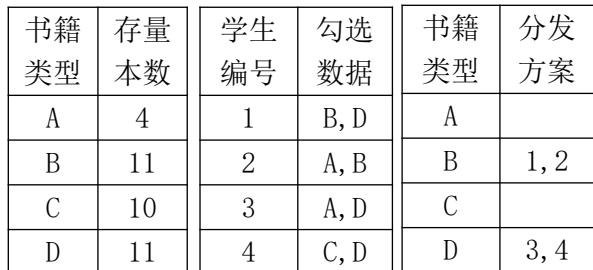 书籍类型 存量本数
A 4
B 11
C 10
D 11
学生编号 勾选数据
1 B,D
2 A,B
3 A,D
4 C,D
书籍类型 分发方案
A
B 1,2
C
D 3,4